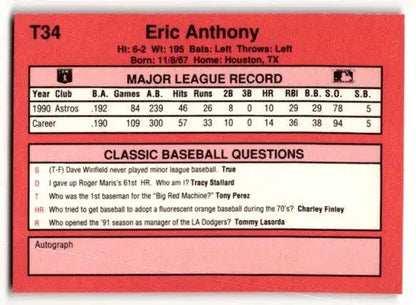 T34
Eric Anthony
Ht: 6-2 Wt: 195 Bats: Left Throws: Left
Born: 11/8/67 Home: Houston, TX
MAJOR LEAGUE RECORD
Year Club B.A. Games A.B. Hits Runs 2B 3B HR RBI B.B. S.O. S.B.
1990 Astros .192 84 239 46 26 8 0 10 29 29 78 5
Career .190 109 300 57 33 10 0 14 36 38 94 5
CLASSIC BASEBALL QUESTIONS
S (T-F) Dave Winfield never played minor league baseball. True
D I gave up Roger Maris's 61st HR. Who am i? Tracy Stallard
T Who was the 1st baseman for the "Big Red Machine?" Tony Perez
HR Who tried to get baseball to adopt a fluorescent orange baseball during the 70's? Charley Finley
R Who opened the '91 season as manager of the LA Dodgers? Tommy Lasorda
Autograph